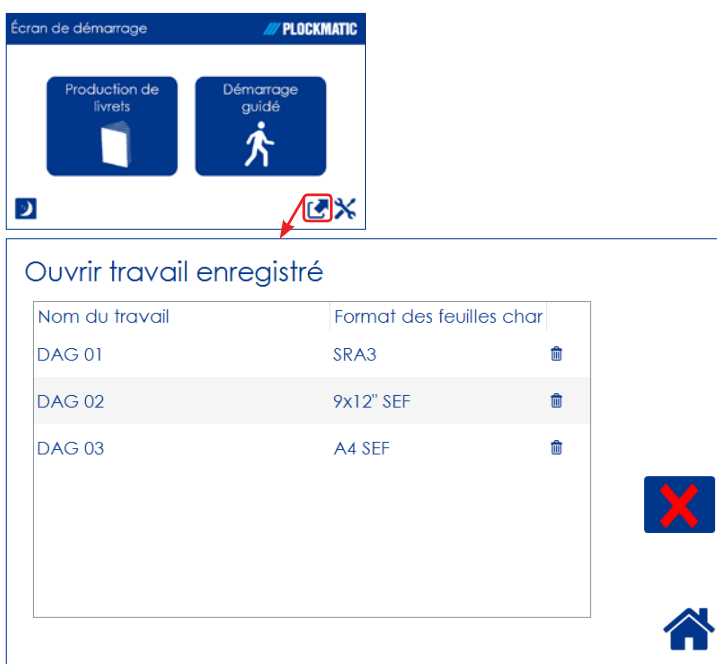 Écran de démarrage
PLOCKMATIC
Production de
livrets
Démarrage
guidé
Ouvrir travail enregistré
Nom du travail Format des feuilles char
DAG 01 SRA3
DAG 02 9x12" SEF
DAG 03 A4 SEF